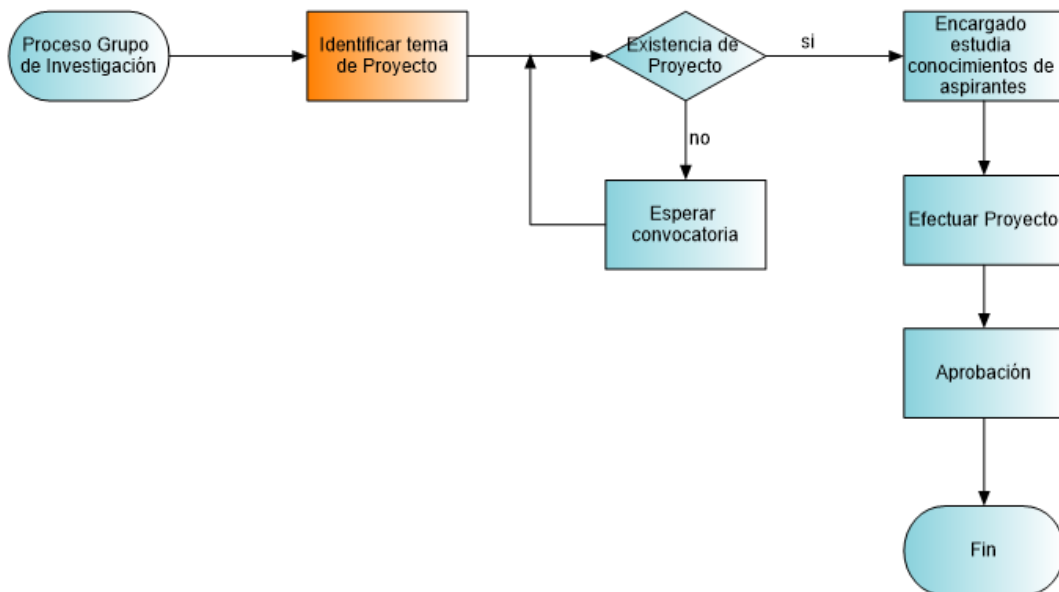 Proceso Grupo
de Investigación
Identificar tema
de Proyecto
Existencia de
Proyecto
si
Encargado
estudia
conocimientos de
aspirantes
no
Esperar
convocatoria
Efectuar Proyecto
Aprobación
Fin